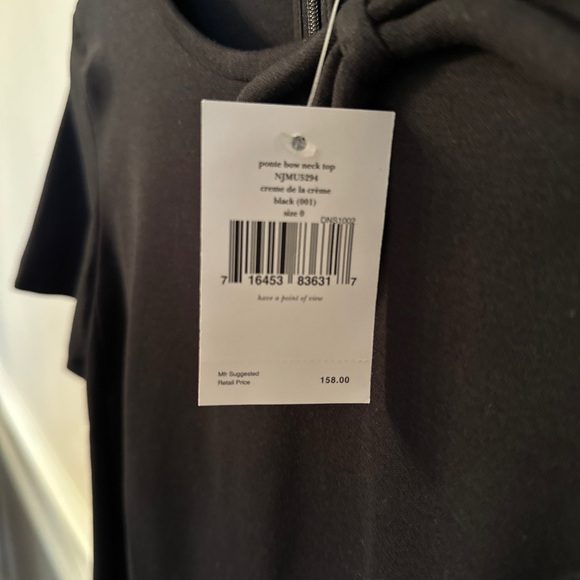 ponte bow neck top
NJMU5294
creme de la crème
black (001)
size 0
DNS1002
7 16453 83631 7
have a point of view
Mfr Suggested
Retail Price 158.00